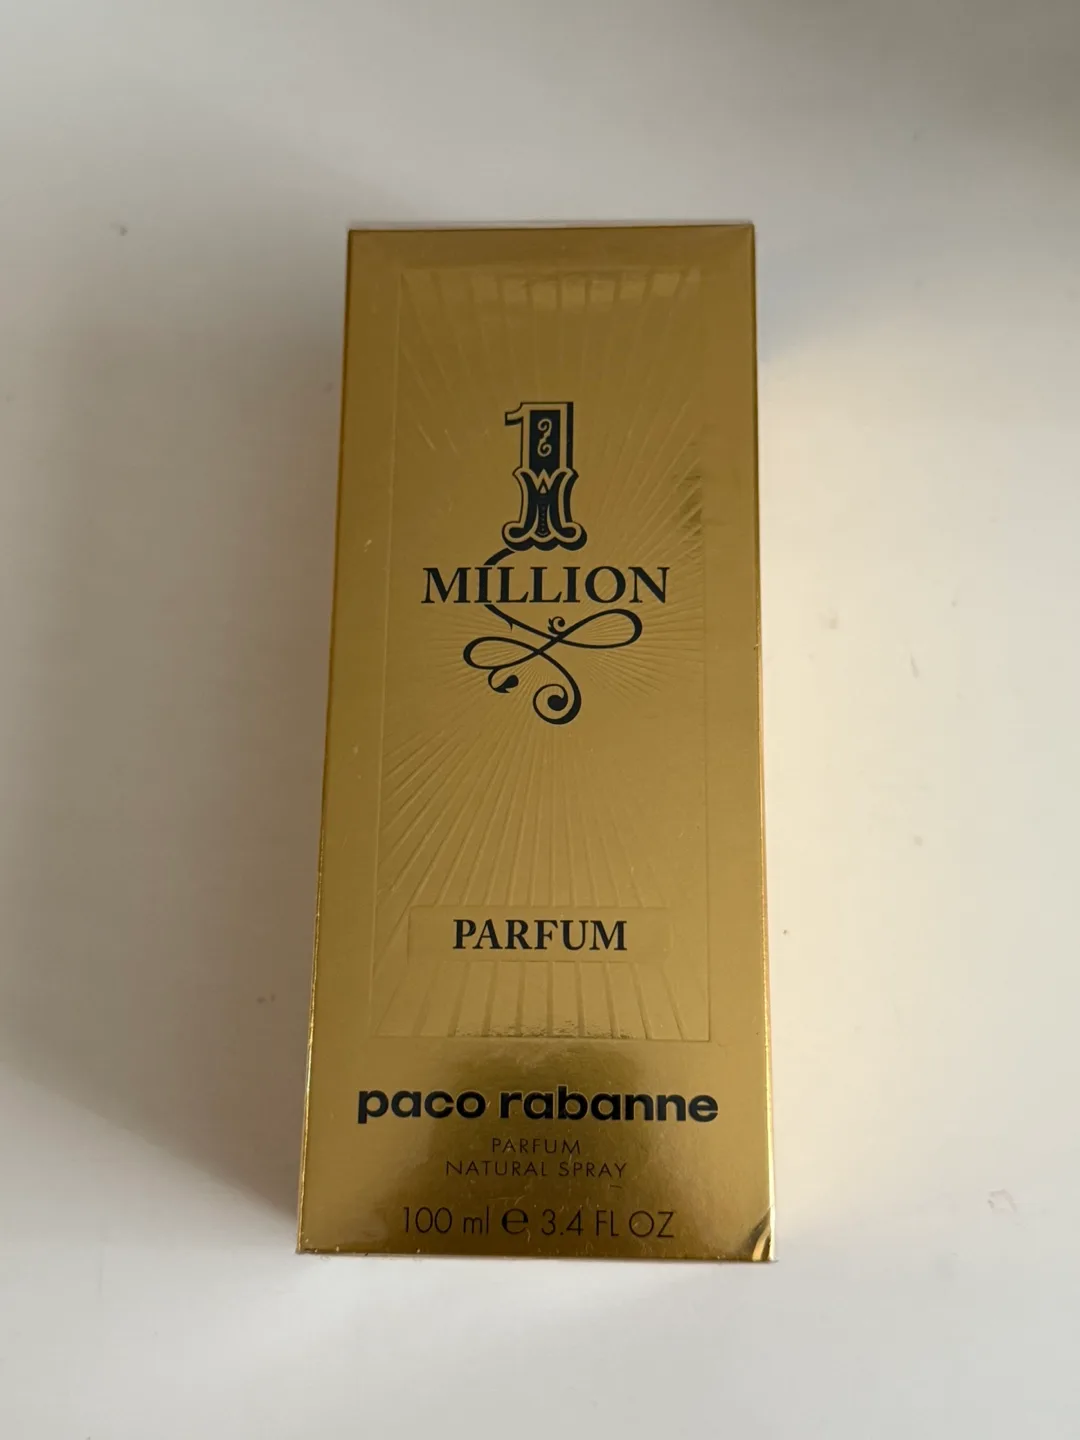 1
MILLION
PARFUM
paco rabanne
PARFUM
NATURAL SPRAY
100 ml e 3.4 FL OZ